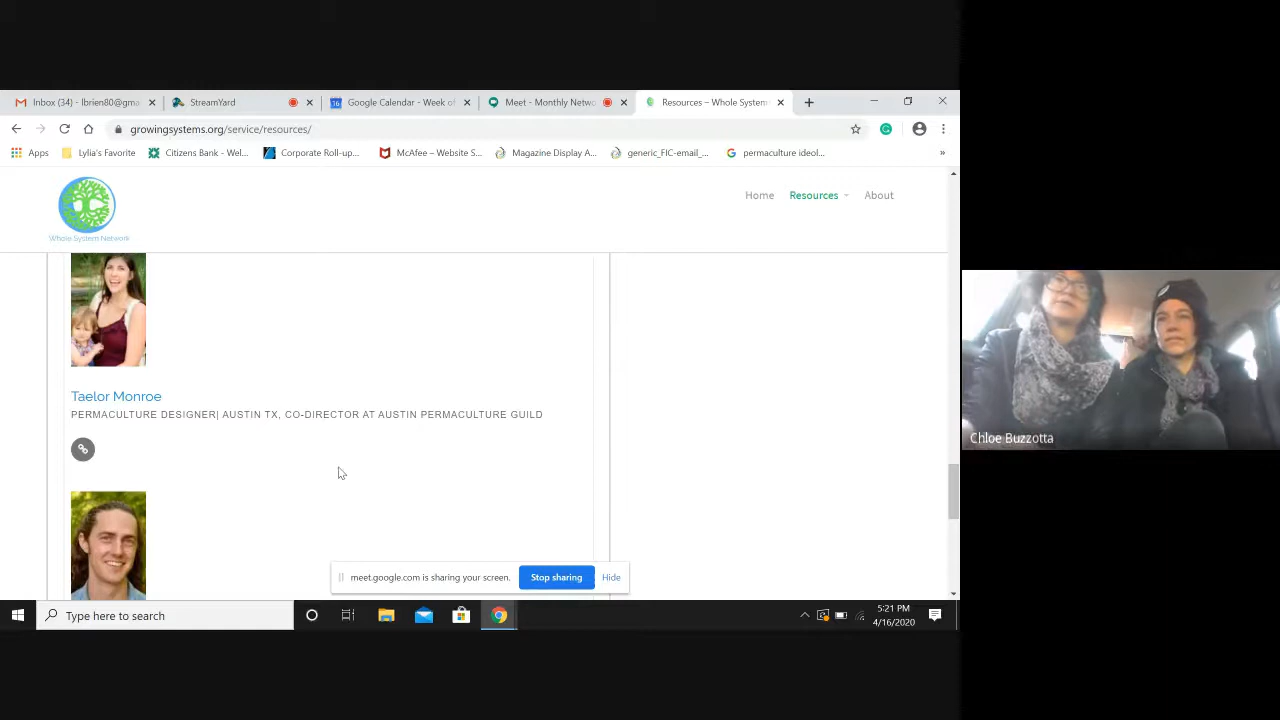 Inbox (34) - lbrien80@gma
StreamYard
Google Calendar - Week of
Meet - Monthly Netwo
Resources – Whole System
growingsystems.org/service/resources/
Apps
Lylia's Favorite
Citizens Bank - Wel...
Corporate Roll-up...
McAfee – Website S...
Magazine Display A...
generic_FIC-email_...
permaculture ideol...
»
Whole System Network
Home
Resources
About
Taelor Monroe
PERMACULTURE DESIGNER| AUSTIN TX, CO-DIRECTOR AT AUSTIN PERMACULTURE GUILD
Chloe Buzzotta
meet.google.com is sharing your screen.
Stop sharing
Hide
Type here to search
5:21 PM
4/16/2020